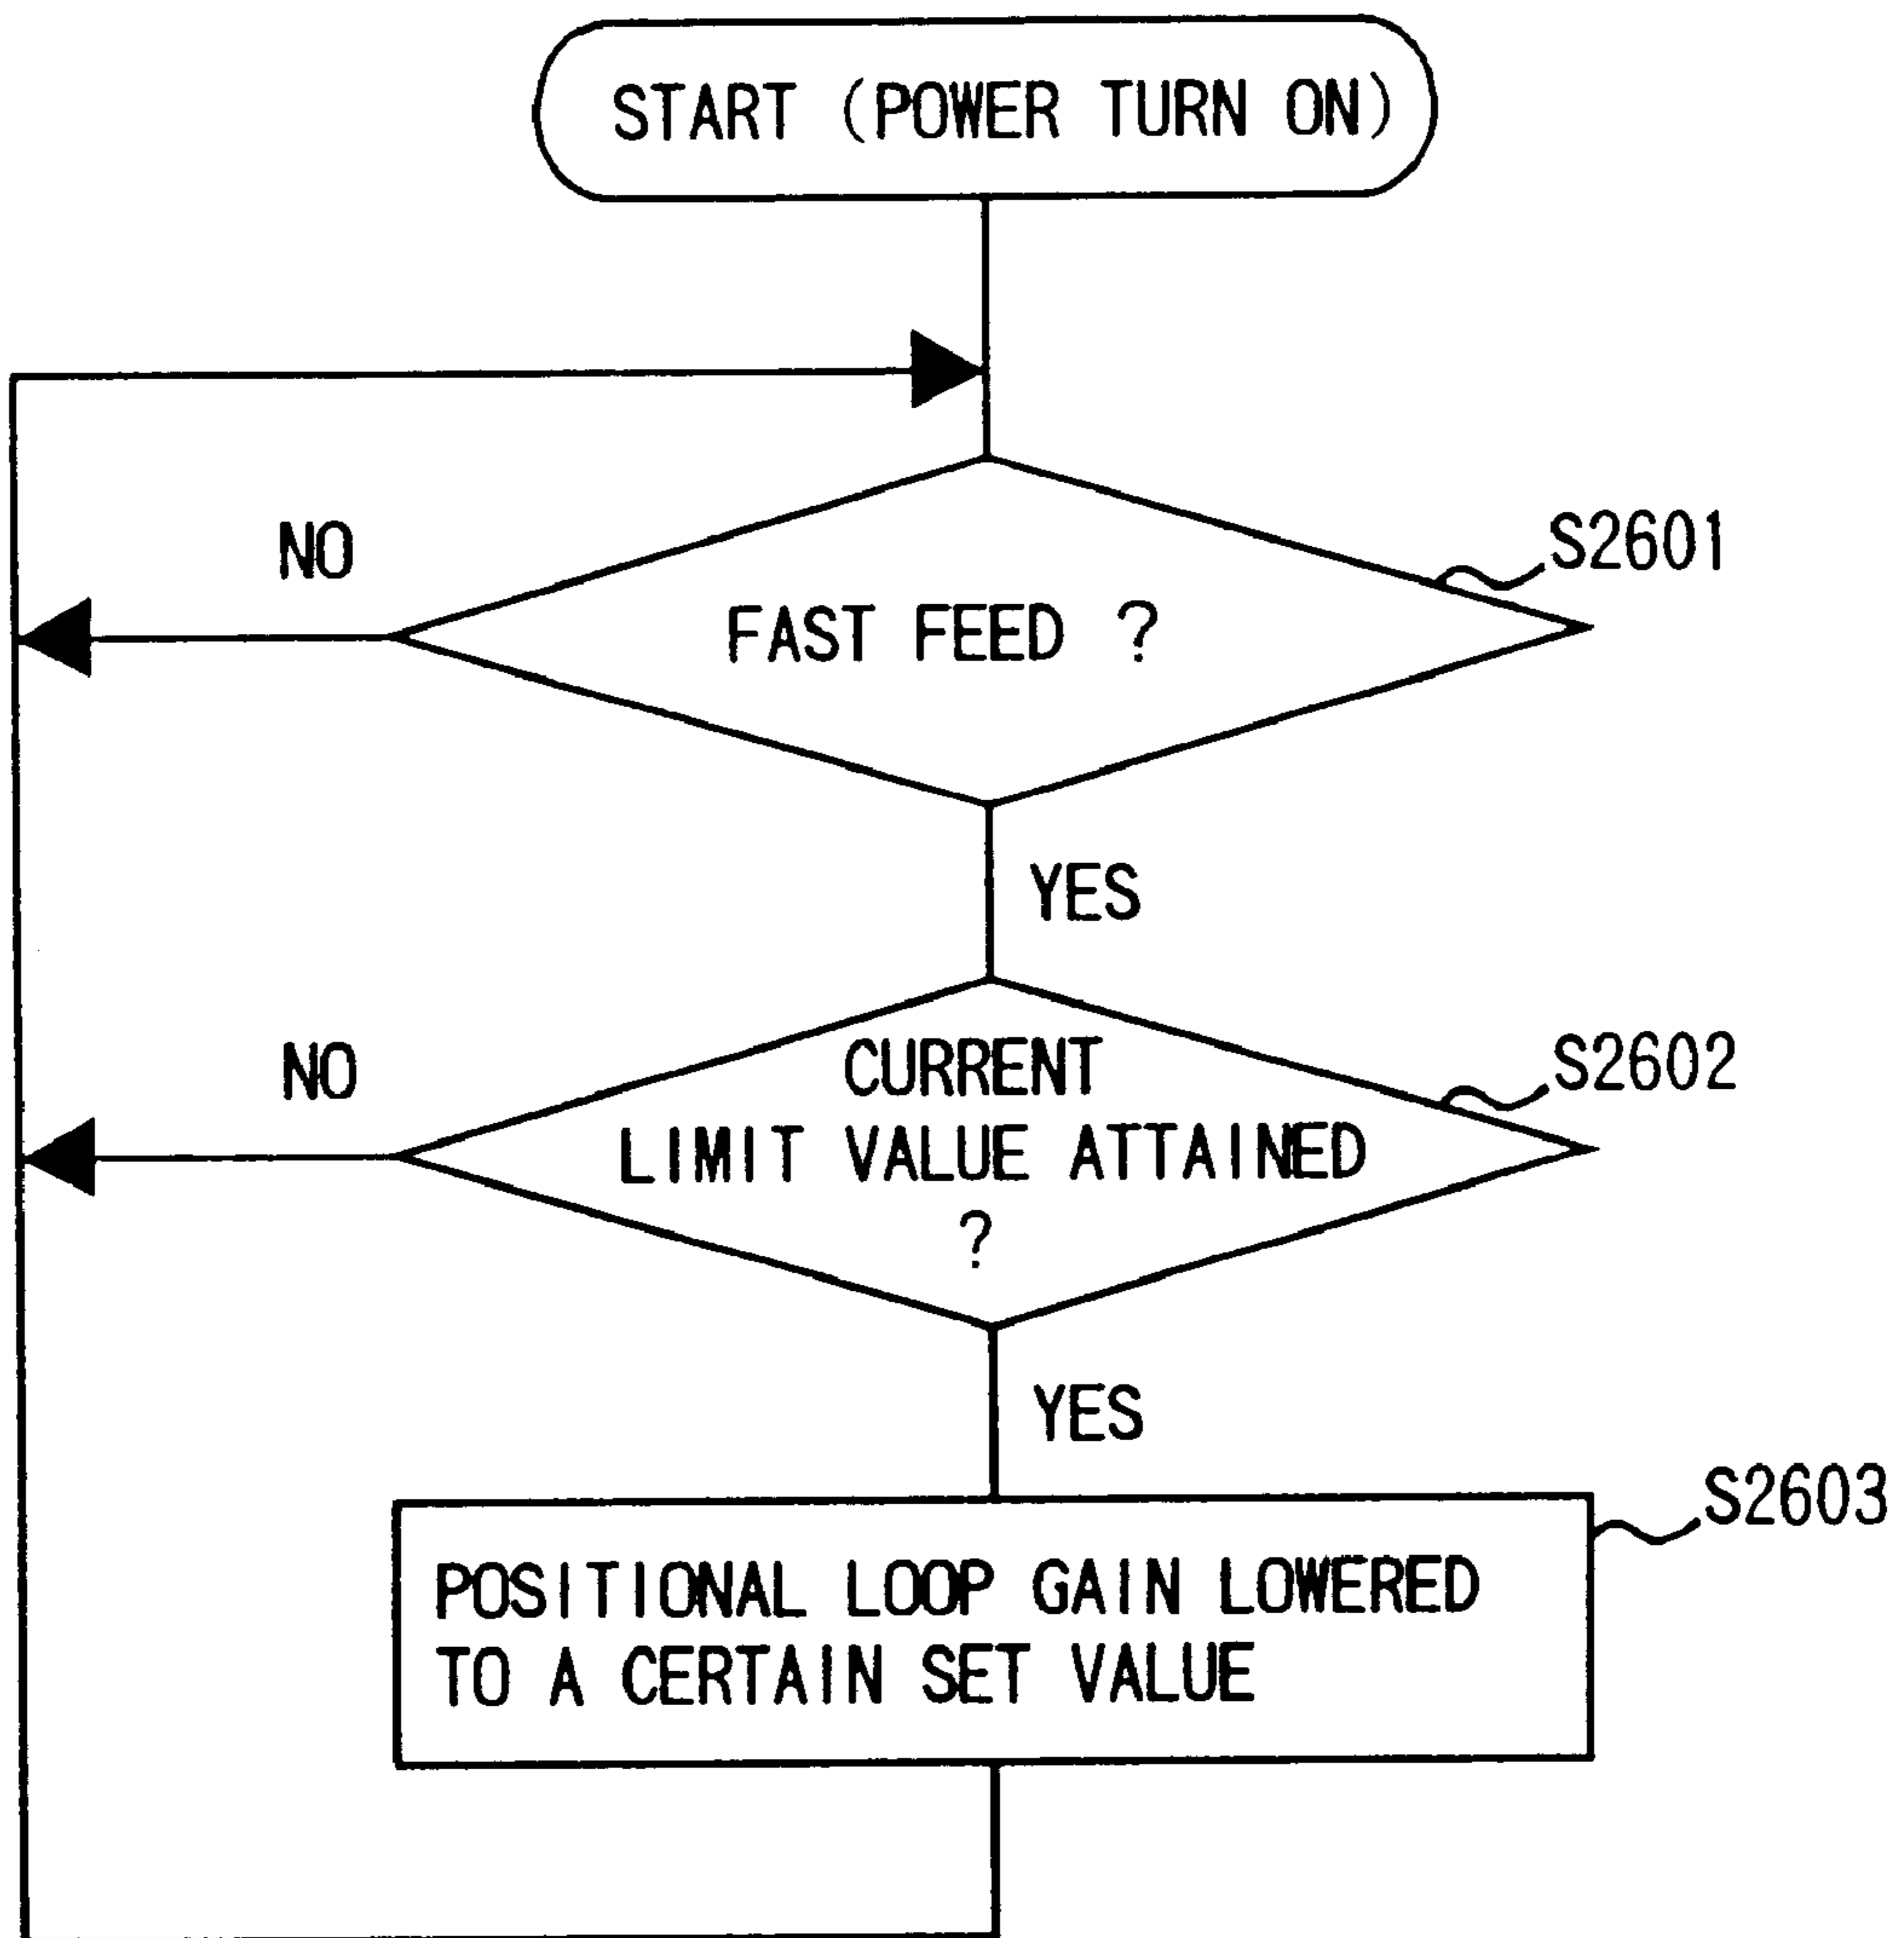 START (POWER TURN ON)
NO
S2601
FAST FEED ?
YES
NO
CURRENT
S2602
LIMIT VALUE ATTAINED
?
YES
S2603
POSITIONAL LOOP GAIN LOWERED
TO A CERTAIN SET VALUE